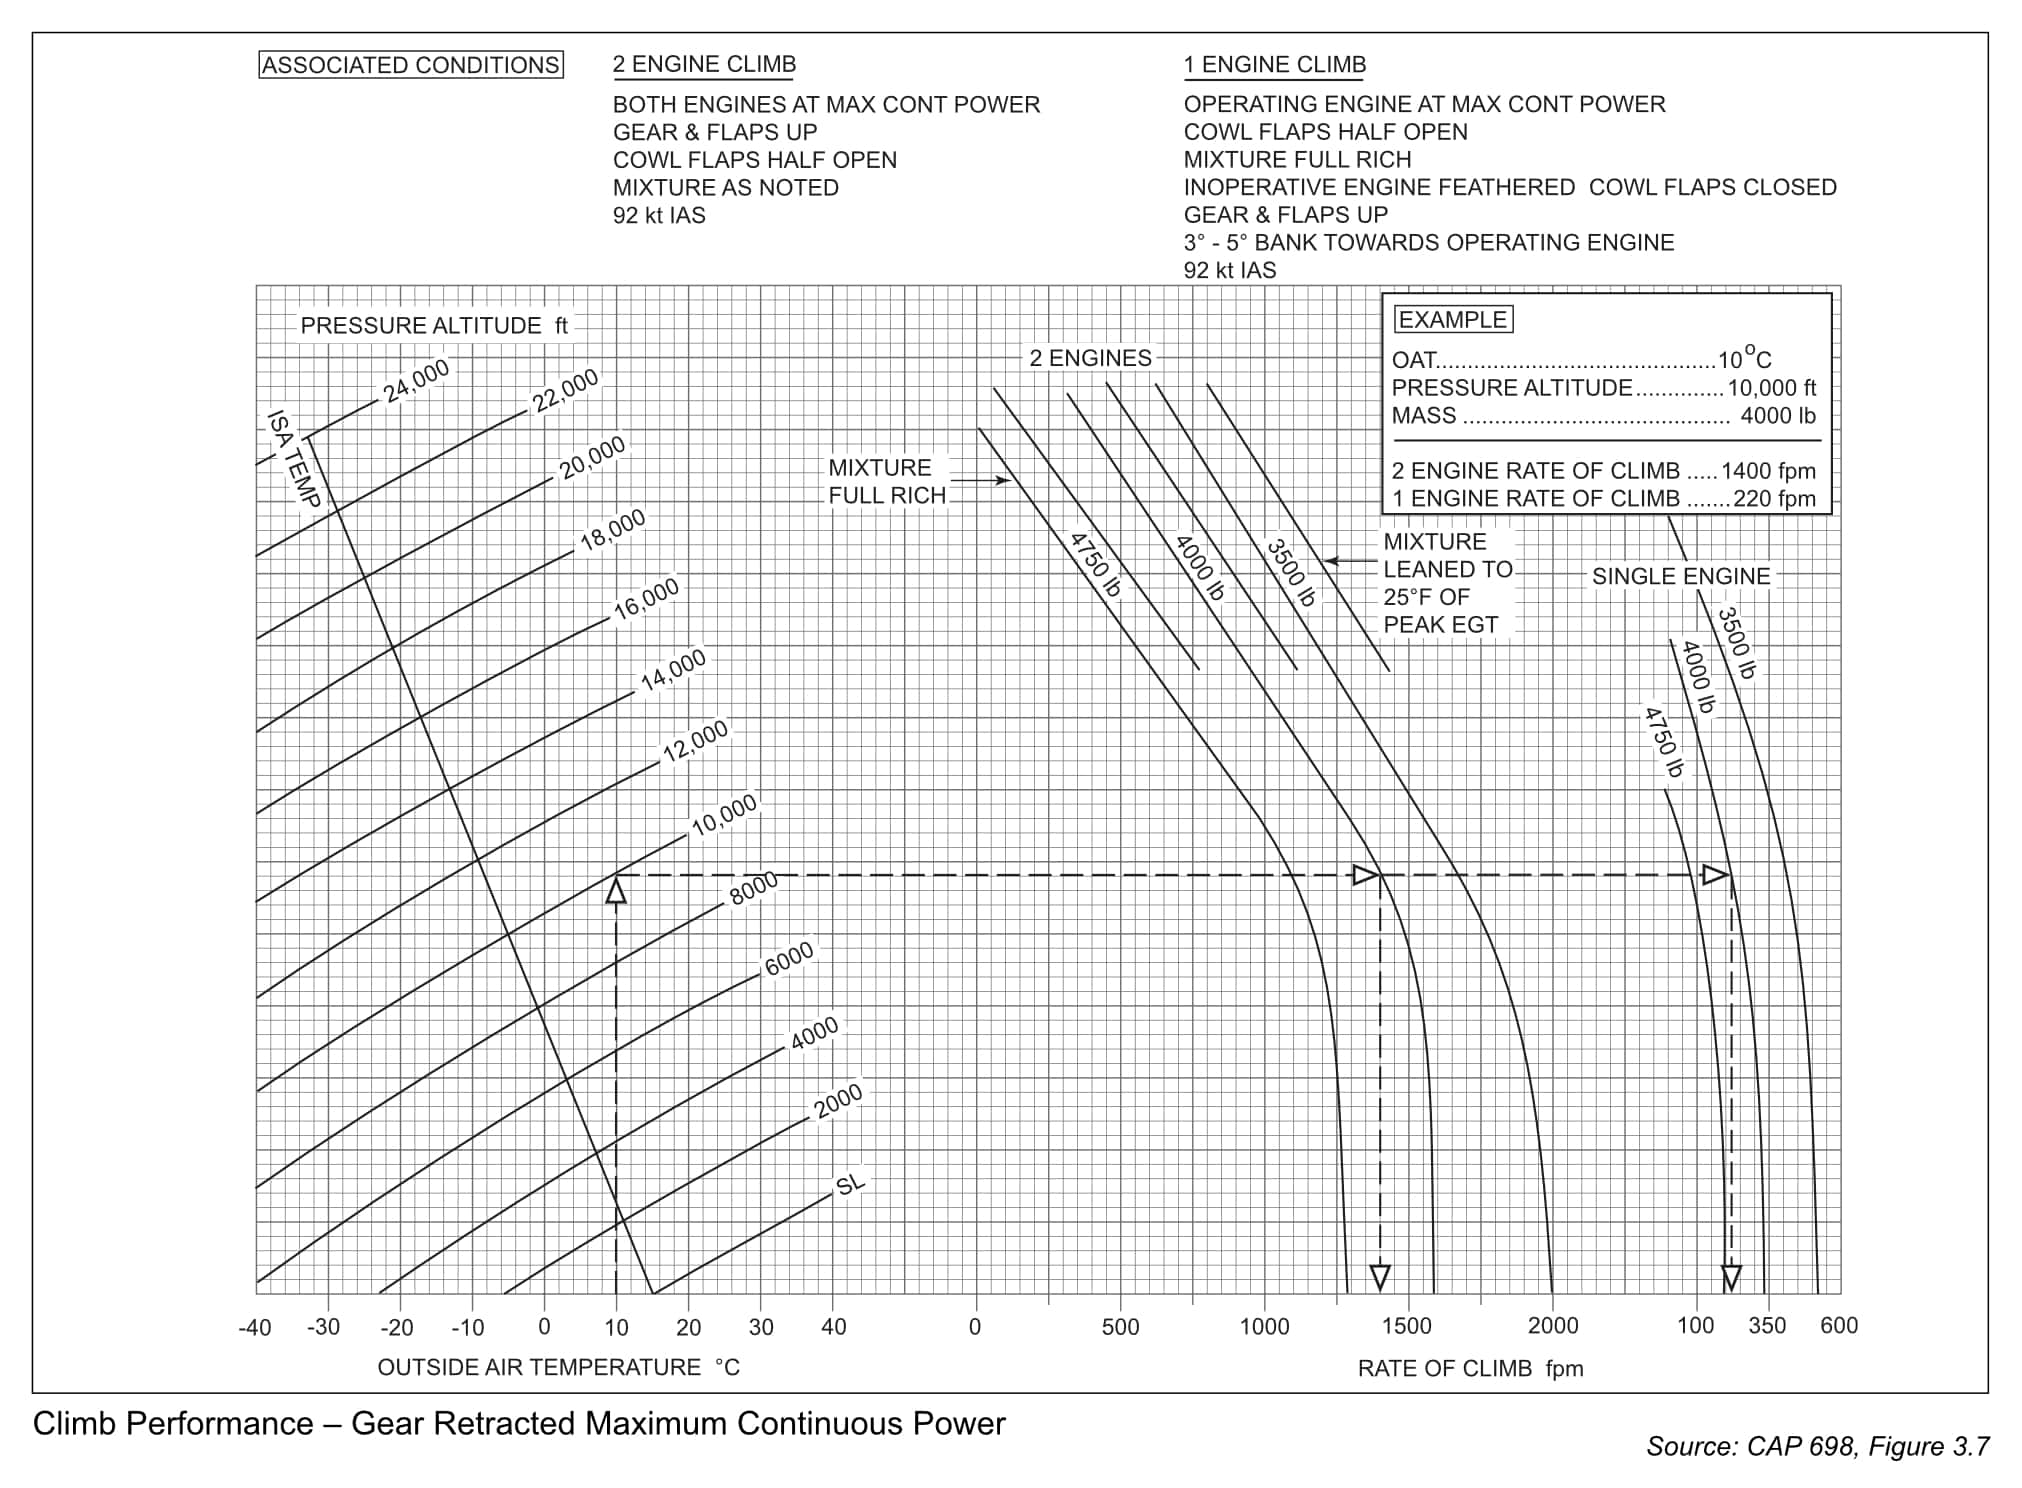 ASSOCIATED CONDITIONS
2 ENGINE CLIMB
BOTH ENGINES AT MAX CONT POWER
GEAR & FLAPS UP
COWL FLAPS HALF OPEN
MIXTURE AS NOTED
92 kt IAS
1 ENGINE CLIMB
OPERATING ENGINE AT MAX CONT POWER
COWL FLAPS HALF OPEN
MIXTURE FULL RICH
INOPERATIVE ENGINE FEATHERED COWL FLAPS CLOSED
GEAR & FLAPS UP
3° - 5° BANK TOWARDS OPERATING ENGINE
92 kt IAS
PRESSURE ALTITUDE ft
24,000
22,000
20,000
18,000
16,000
14,000
12,000
10,000
8000
6000
4000
2000
SL
ISA TEMP
2 ENGINES
MIXTURE
FULL RICH
4750 lb
4000 lb
3500 lb
MIXTURE
LEANED TO
25°F OF
PEAK EGT
EXAMPLE
OAT............................................10°C
PRESSURE ALTITUDE..............10,000 ft
MASS .......................................... 4000 lb
2 ENGINE RATE OF CLIMB .....1400 fpm
1 ENGINE RATE OF CLIMB .......220 fpm
SINGLE ENGINE
3500 lb
4000 lb
4750 lb
-40 -30 -20 -10 0 10 20 30 40 0 500 1000 1500 2000 100 350 600
OUTSIDE AIR TEMPERATURE °C
RATE OF CLIMB fpm
Climb Performance – Gear Retracted Maximum Continuous Power
Source: CAP 698, Figure 3.7